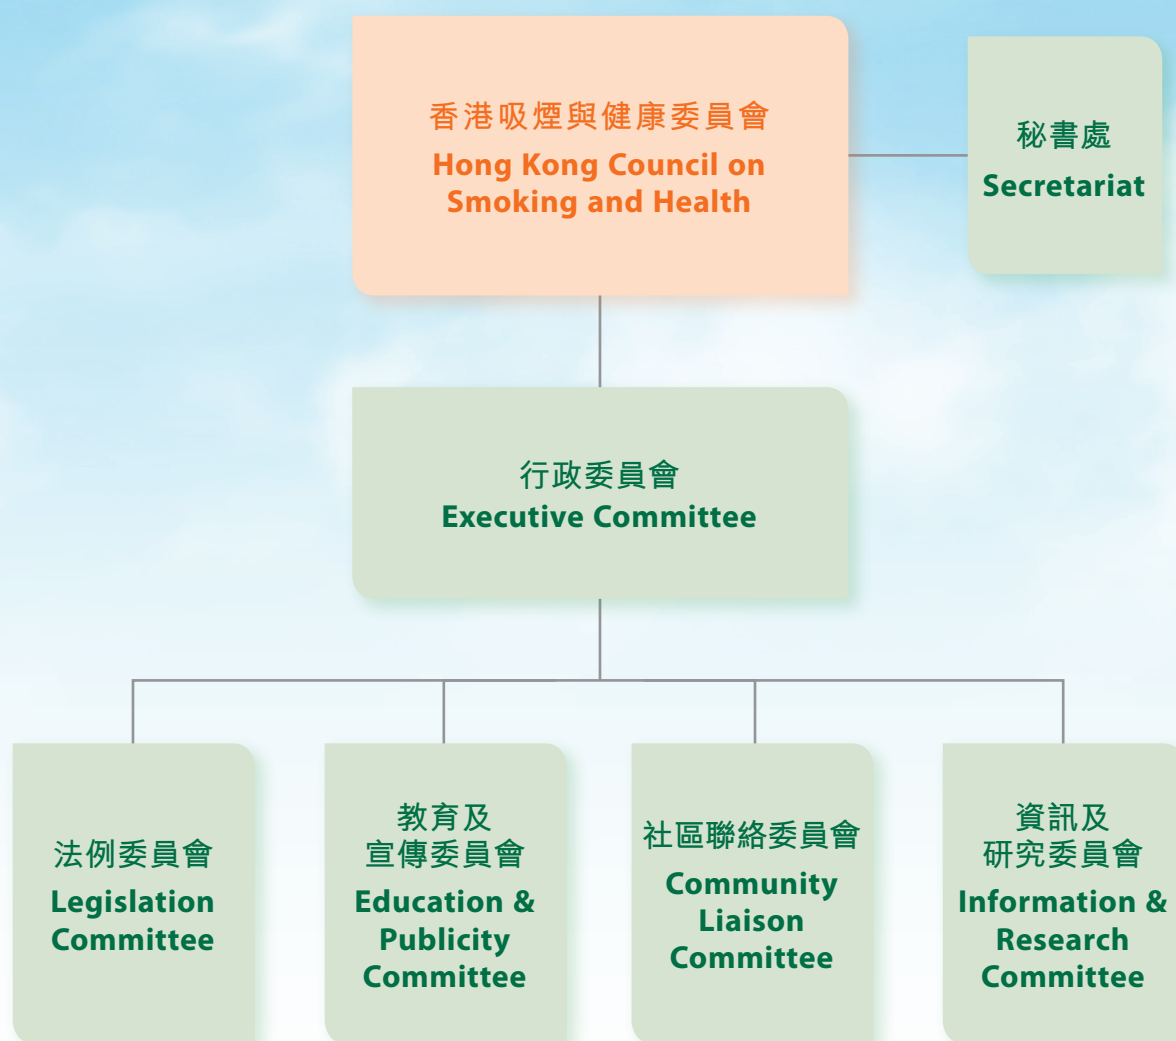 香港吸煙與健康委員會
Hong Kong Council on
Smoking and Health
秘書處
Secretariat
行政委員會
Executive Committee
法例委員會
Legislation
Committee
教育及
宣傳委員會
Education &
Publicity
Committee
社區聯絡委員會
Community
Liaison
Committee
資訊及
研究委員會
Information &
Research
Committee